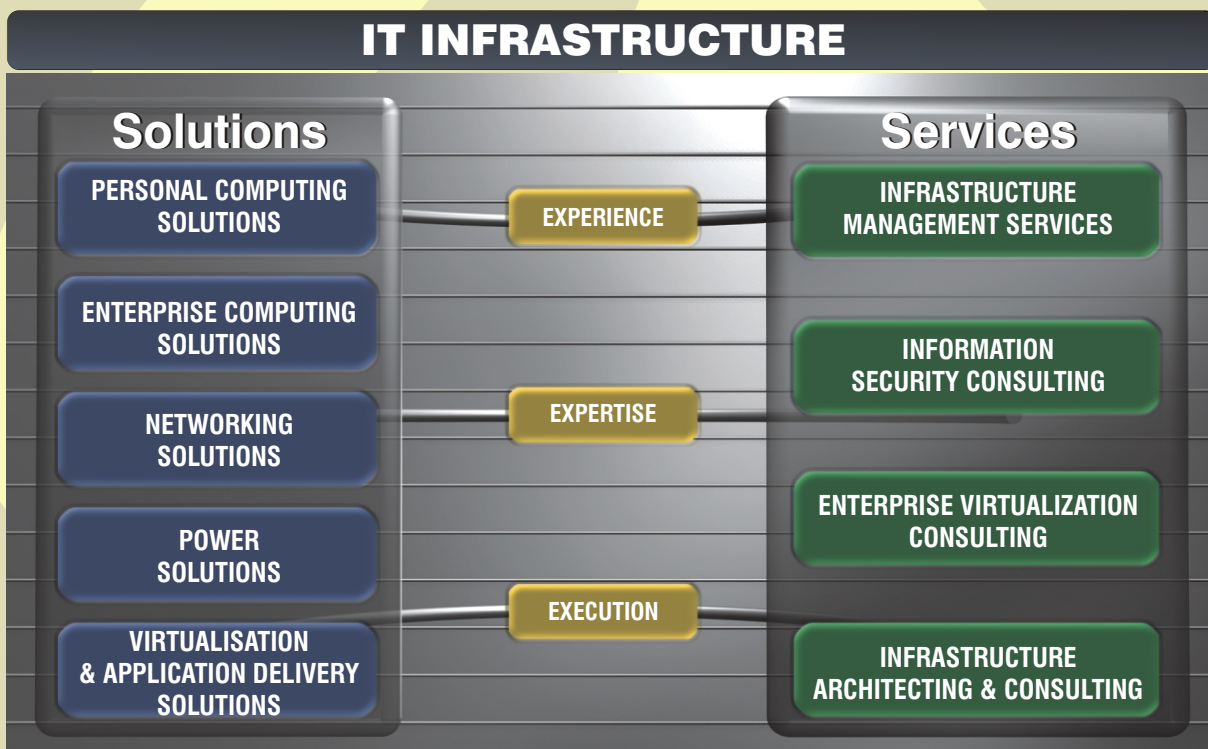 IT INFRASTRUCTURE
Solutions
PERSONAL COMPUTING
SOLUTIONS
ENTERPRISE COMPUTING
SOLUTIONS
NETWORKING
SOLUTIONS
POWER
SOLUTIONS
VIRTUALISATION
& APPLICATION DELIVERY
SOLUTIONS
EXPERIENCE
EXPERTISE
EXECUTION
Services
INFRASTRUCTURE
MANAGEMENT SERVICES
INFORMATION
SECURITY CONSULTING
ENTERPRISE VIRTUALIZATION
CONSULTING
INFRASTRUCTURE
ARCHITECTING & CONSULTING